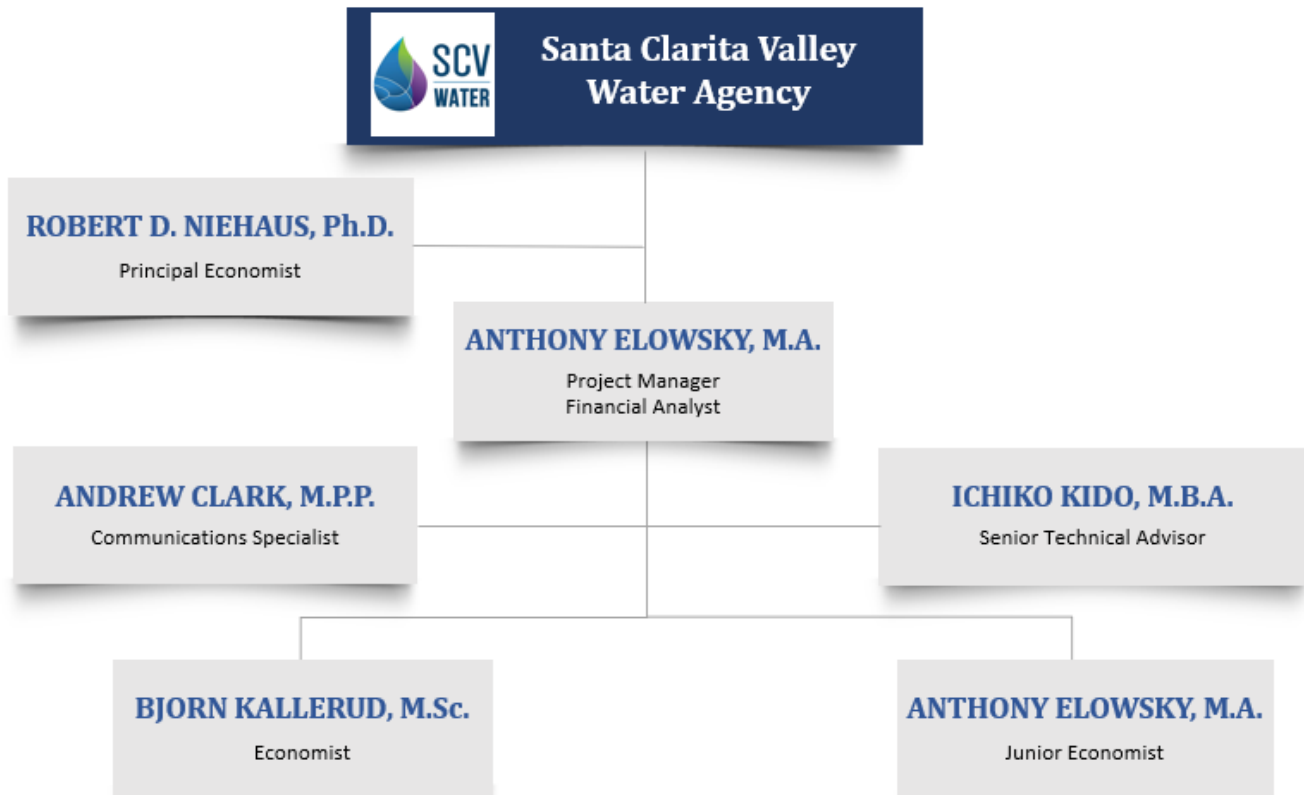 SCV
WATER
Santa Clarita Valley
Water Agency
ROBERT D. NIEHAUS, Ph.D.
Principal Economist
ANTHONY ELOWSKY, M.A.
Project Manager
Financial Analyst
ANDREW CLARK, M.P.P.
Communications Specialist
ICHIKO KIDO, M.B.A.
Senior Technical Advisor
BJORN KALLERUD, M.Sc.
Economist
ANTHONY ELOWSKY, M.A.
Junior Economist